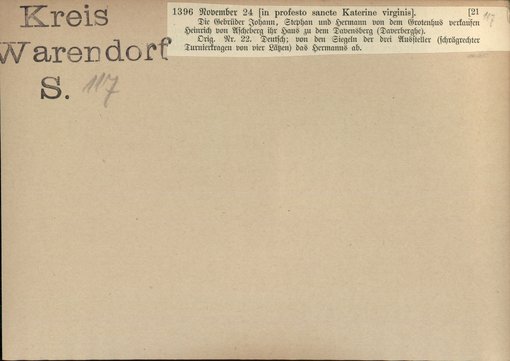 Kreis
Warendorf
S. 117
1396 November 24 [in profesto sancte Katerine virginis]. [21
117
Die Gebrüder Johann, Stephan und Hermann von dem Grotenhus verkaufen
Heinrich von Ascheberg ihr Haus zu dem Davensberg (Daverberghe).
Orig. Nr. 22. Deutsch; von den Siegeln der drei Aussteller (schrägrechter
Turnierkragen von vier Lätzen) das Hermanns ab.